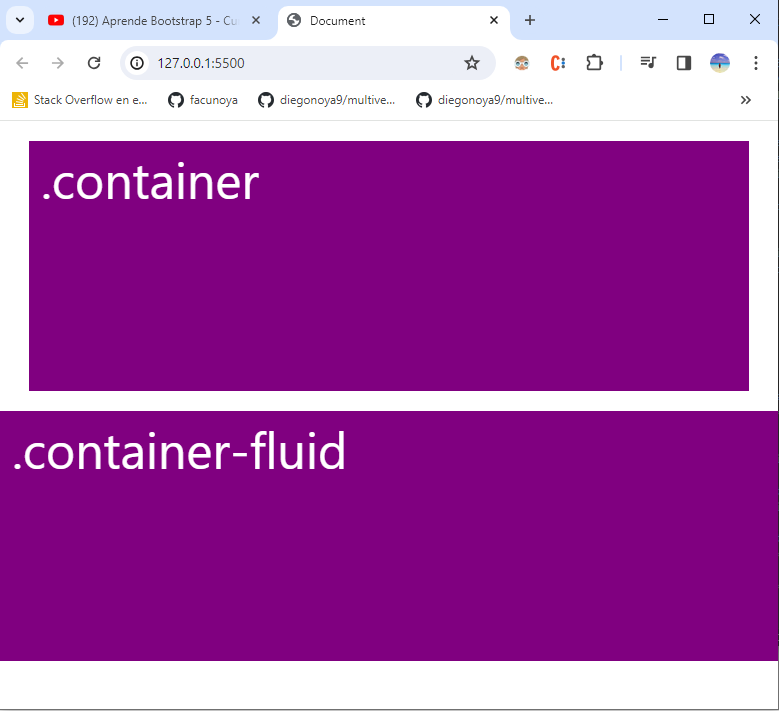 (192) Aprende Bootstrap 5 - Cu
Document
127.0.0.1:5500
Stack Overflow en e...
facunoya
diegonoya9/multive...
diegonoya9/multive...
.container
.container-fluid